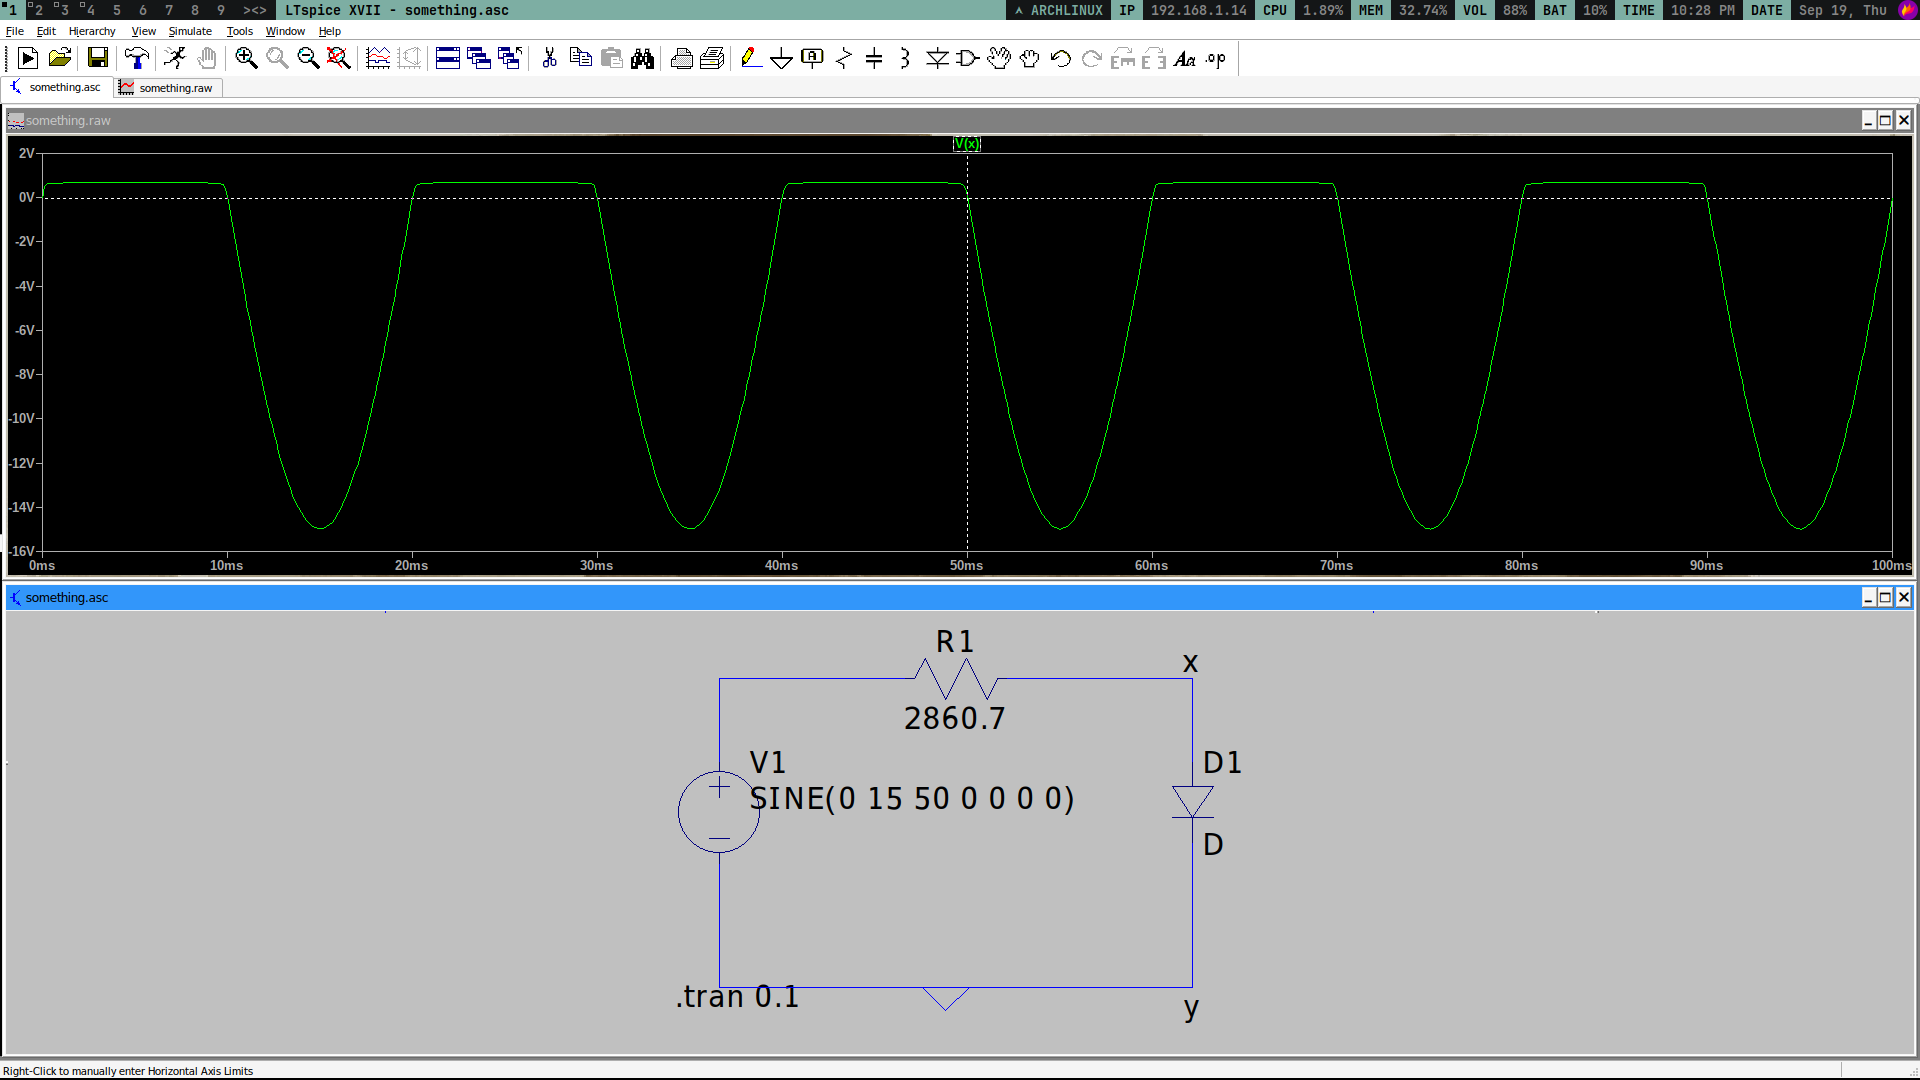 1 2 3 4 5 6 7 8 9 ><> LTspice XVII - something.asc ARCHLINUX IP 192.168.1.14 CPU 1.89% MEM 32.74% VOL 88% BAT 10% TIME 10:28 PM DATE Sep 19, Thu
File Edit Hierarchy View Simulate Tools Window Help
A Aa .op
something.asc something.raw
something.raw
V(x)
2V
0V
-2V
-4V
-6V
-8V
-10V
-12V
-14V
-16V
0ms 10ms 20ms 30ms 40ms 50ms 60ms 70ms 80ms 90ms 100ms
something.asc
R1
x
2860.7
V1
D1
SINE(0 15 50 0 0 0 0)
D
.tran 0.1
y
Right-Click to manually enter Horizontal Axis Limits